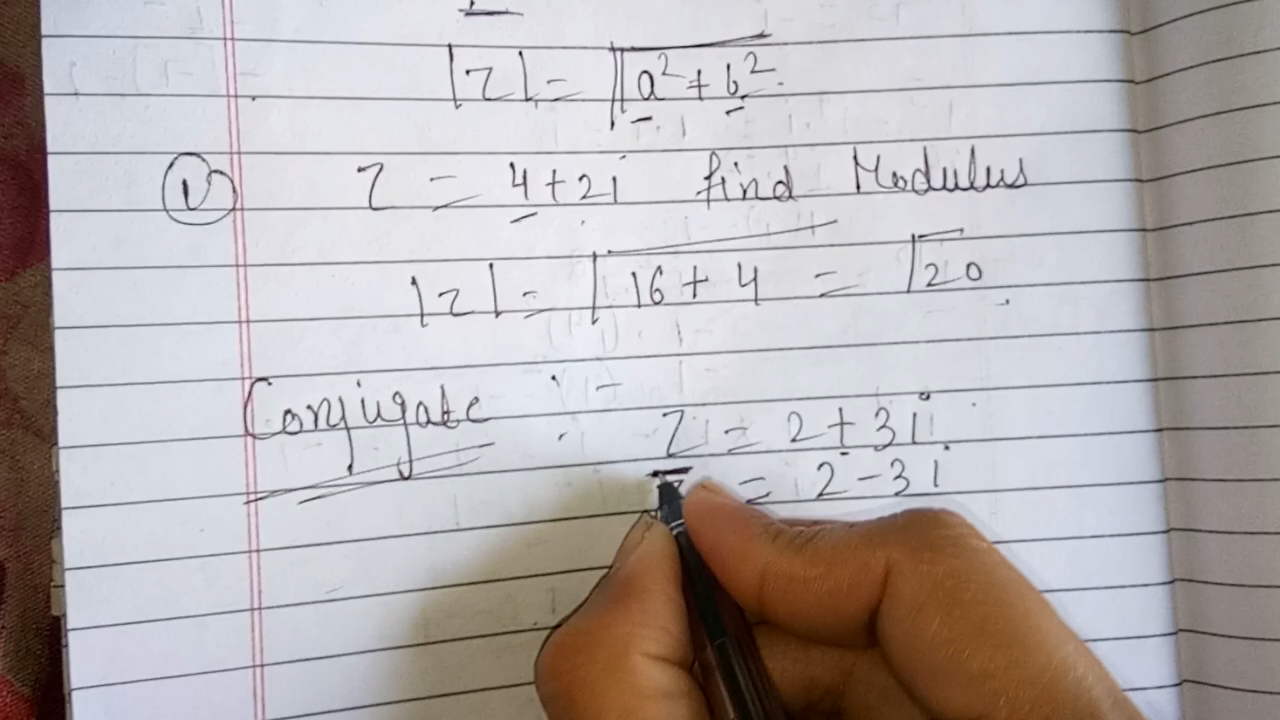 |z| = √a² + b²
① z = 4+2i find Modulus
|z| = √16 + 4 = √20
Conjugate :- z = 2 + 3i
z̄ = 2 - 3i